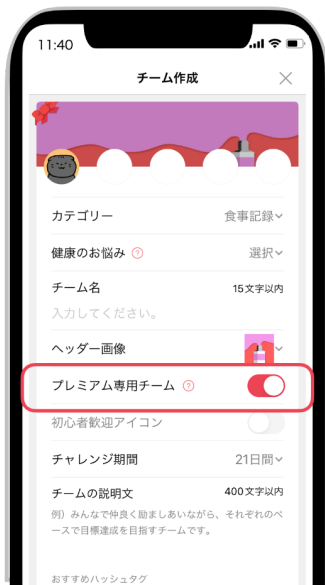 11:40
チーム作成
カテゴリー 食事記録
健康のお悩み ? 選択
チーム名 15文字以内
入力してください。
ヘッダー画像
プレミアム専用チーム ?
初心者歓迎アイコン
チャレンジ期間 21日間
チームの説明文 400文字以内
例）みんなで仲良く励ましあいながら、それぞれのペ
ースで目標達成を目指すチームです。
おすすめハッシュタグ